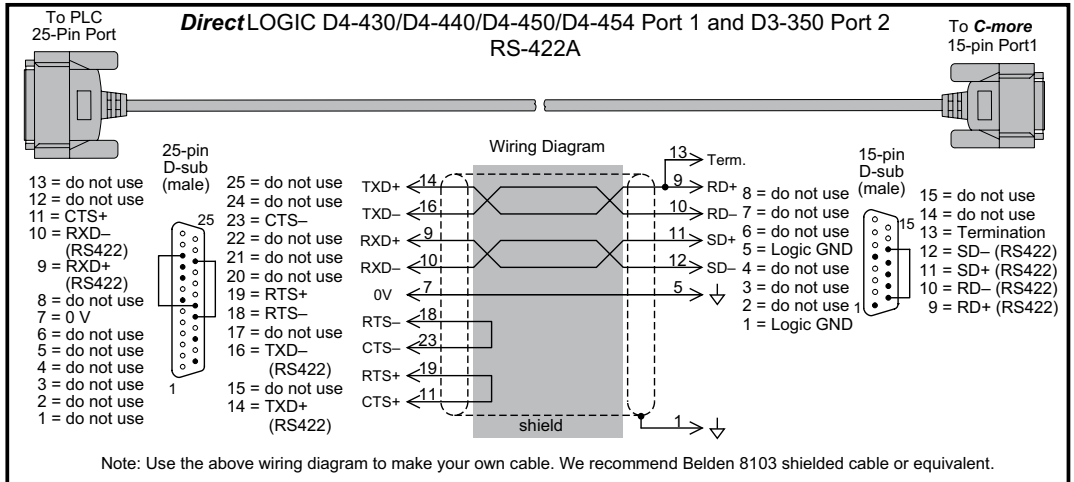 To PLC
25-Pin Port
DirectLOGIC D4-430/D4-440/D4-450/D4-454 Port 1 and D3-350 Port 2
RS-422A
To C-more
15-pin Port1
25-pin
D-sub
(male)
13 = do not use
12 = do not use
11 = CTS+
10 = RXD–
(RS422)
9 = RXD+
(RS422)
8 = do not use
7 = 0 V
6 = do not use
5 = do not use
4 = do not use
3 = do not use
2 = do not use
1 = do not use
25
1
25 = do not use
24 = do not use
23 = CTS–
22 = do not use
21 = do not use
20 = do not use
19 = RTS+
18 = RTS–
17 = do not use
16 = TXD–
(RS422)
15 = do not use
14 = TXD+
(RS422)
Wiring Diagram
13 Term.
TXD+ 14 9 RD+
TXD– 16 10 RD–
RXD+ 9 11 SD+
RXD– 10 12 SD–
0V 7 5
RTS– 18
CTS– 23
RTS+ 19
CTS+ 11
shield
1
15-pin
D-sub
(male)
8 = do not use
7 = do not use
6 = do not use
5 = Logic GND
4 = do not use
3 = do not use
2 = do not use
1 = Logic GND
15
1
15 = do not use
14 = do not use
13 = Termination
12 = SD– (RS422)
11 = SD+ (RS422)
10 = RD– (RS422)
9 = RD+ (RS422)
Note: Use the above wiring diagram to make your own cable. We recommend Belden 8103 shielded cable or equivalent.